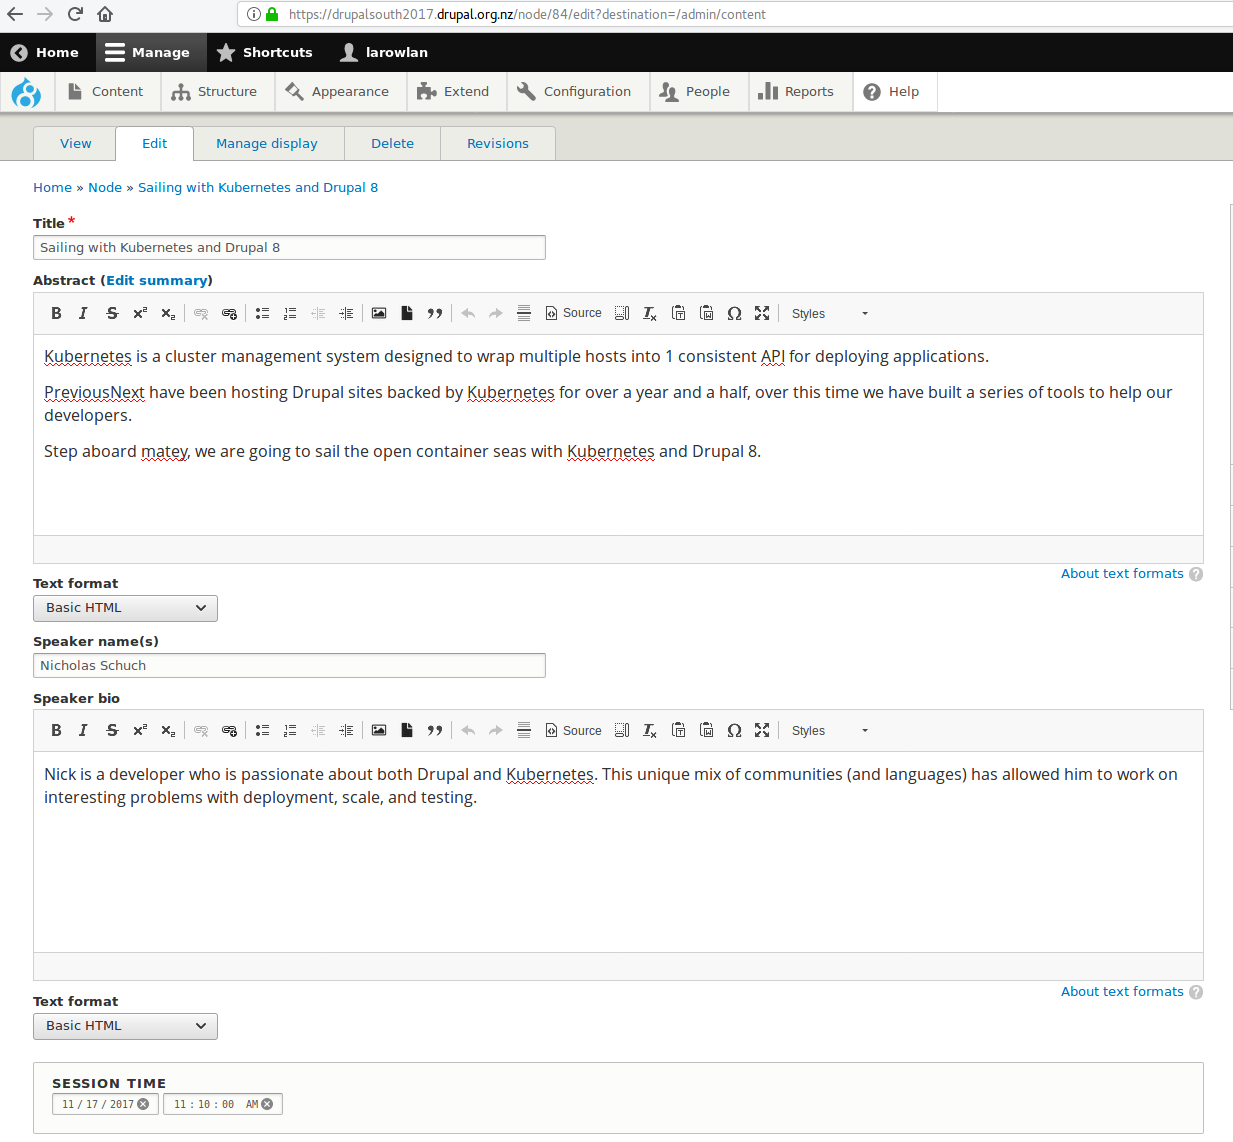 https://drupalsouth2017.drupal.org.nz/node/84/edit?destination=/admin/content
Home Manage Shortcuts larowlan
Content Structure Appearance Extend Configuration People Reports Help
View Edit Manage display Delete Revisions
Home » Node » Sailing with Kubernetes and Drupal 8
Title *
Sailing with Kubernetes and Drupal 8
Abstract (Edit summary)
B I S x² x₂ Source Ω Styles
Kubernetes is a cluster management system designed to wrap multiple hosts into 1 consistent API for deploying applications.
PreviousNext have been hosting Drupal sites backed by Kubernetes for over a year and a half, over this time we have built a series of tools to help our
developers.
Step aboard matey, we are going to sail the open container seas with Kubernetes and Drupal 8.
About text formats ?
Text format
Basic HTML
Speaker name(s)
Nicholas Schuch
Speaker bio
B I S x² x₂ Source Ω Styles
Nick is a developer who is passionate about both Drupal and Kubernetes. This unique mix of communities (and languages) has allowed him to work on
interesting problems with deployment, scale, and testing.
About text formats ?
Text format
Basic HTML
SESSION TIME
11 / 17 / 2017 11 : 10 : 00 AM